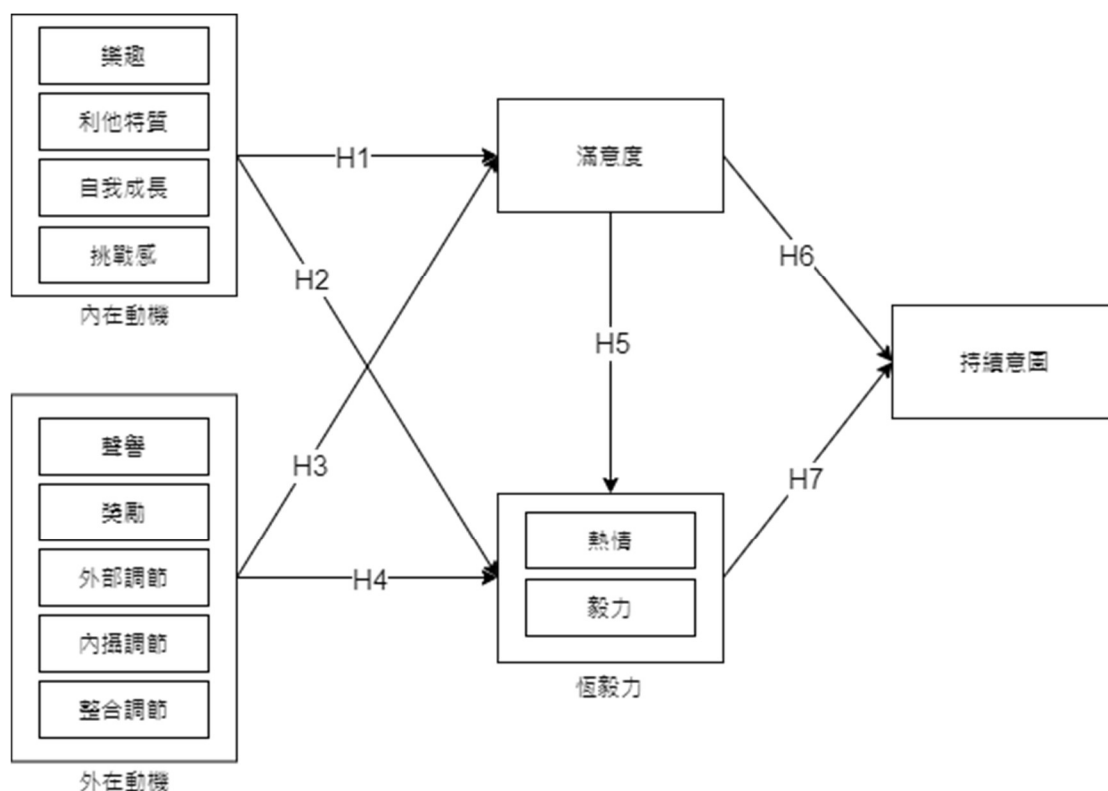 樂趣
利他特質
自我成長
挑戰感
內在動機
H1
H2
H3
H4
聲譽
獎勵
外部調節
內攝調節
整合調節
外在動機
滿意度
H5
熱情
毅力
恆毅力
H6
H7
持續意圖